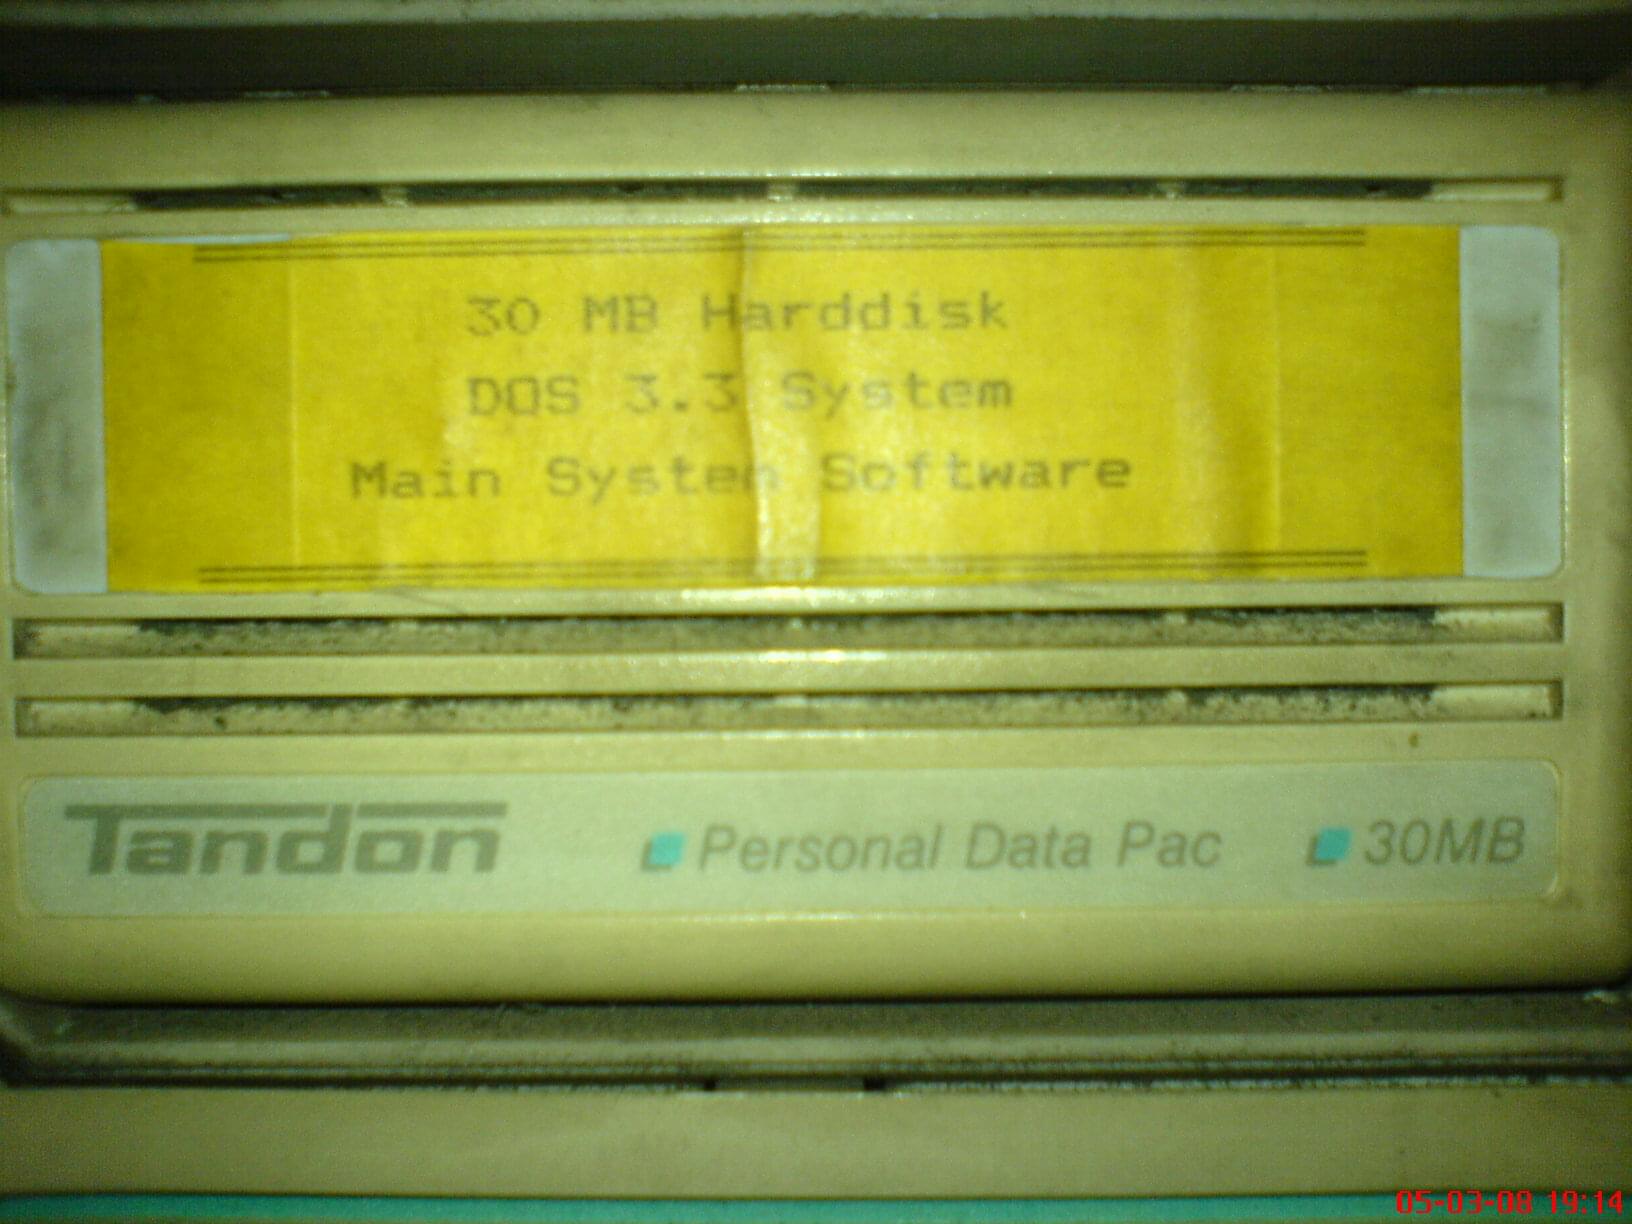 30 MB Harddisk
DOS 3.3 System
Main System Software
Tandon Personal Data Pac 30MB
05-03-08 19:14